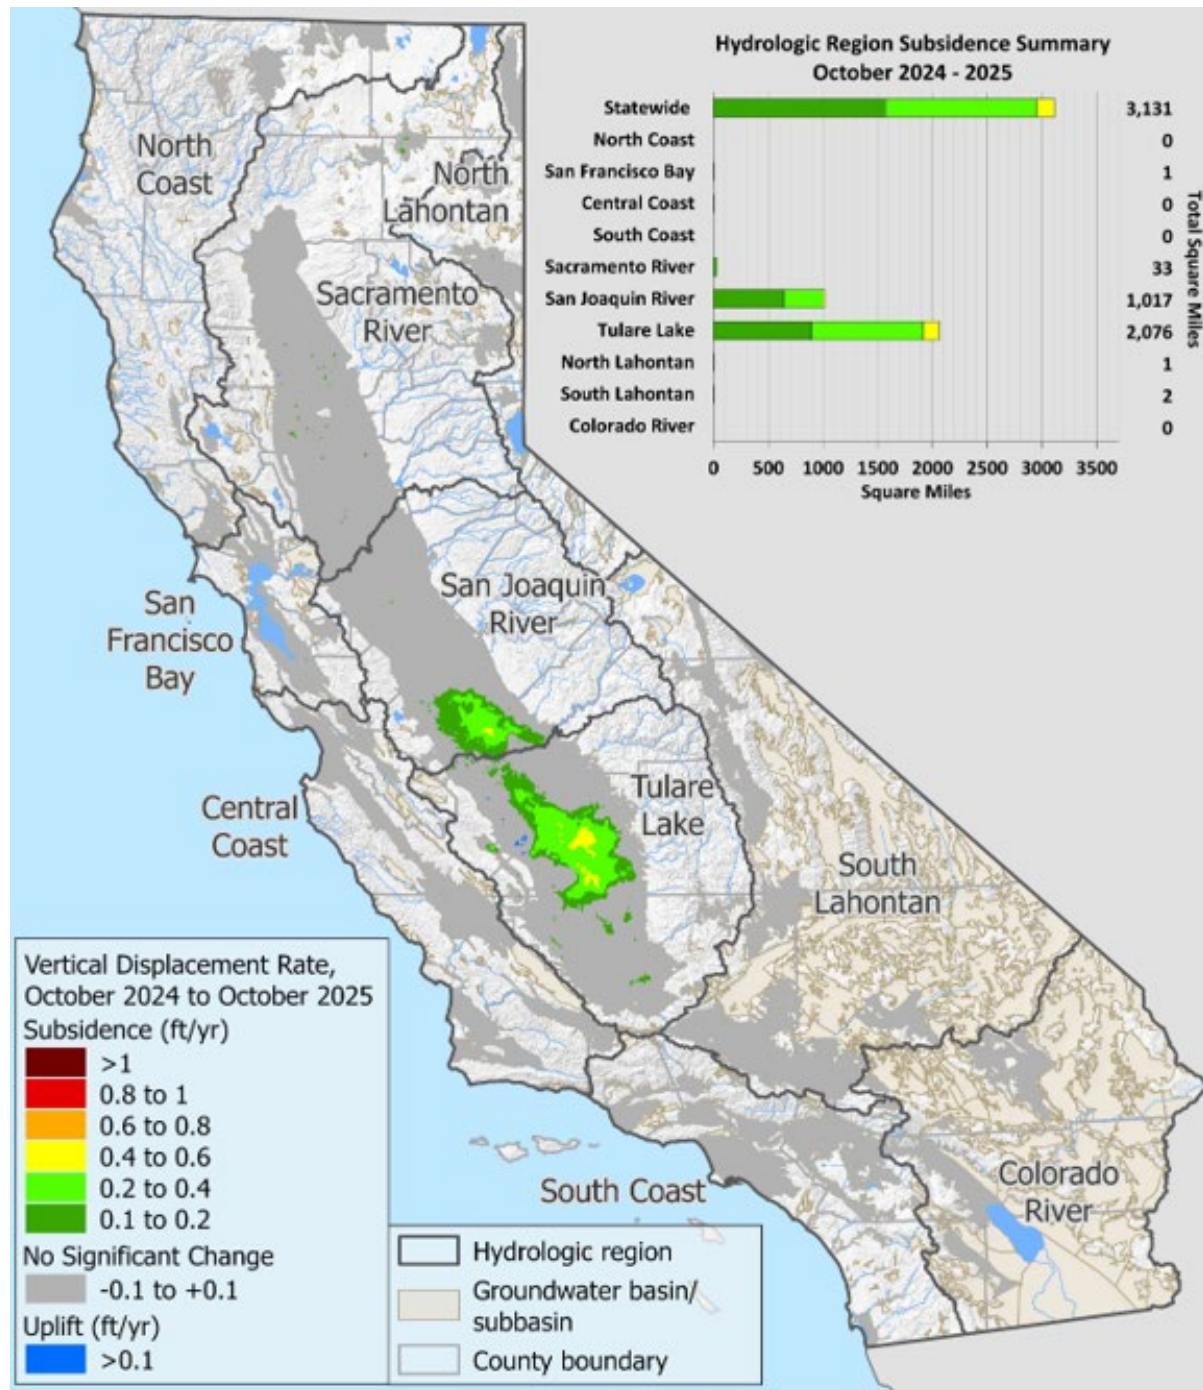 Hydrologic Region Subsidence Summary
October 2024 - 2025
Statewide 3,131
North Coast 0
San Francisco Bay 1
Central Coast 0
South Coast 0
Sacramento River 33
San Joaquin River 1,017
Tulare Lake 2,076
North Lahontan 1
South Lahontan 2
Colorado River 0
Total Square Miles
0 500 1000 1500 2000 2500 3000 3500
Square Miles
North
Coast
North
Lahontan
Sacramento
River
San Joaquin
River
San
Francisco
Bay
Tulare
Lake
Central
Coast
South
Lahontan
South Coast
Colorado
River
Vertical Displacement Rate,
October 2024 to October 2025
Subsidence (ft/yr)
>1
0.8 to 1
0.6 to 0.8
0.4 to 0.6
0.2 to 0.4
0.1 to 0.2
No Significant Change
-0.1 to +0.1
Uplift (ft/yr)
>0.1
Hydrologic region
Groundwater basin/
subbasin
County boundary